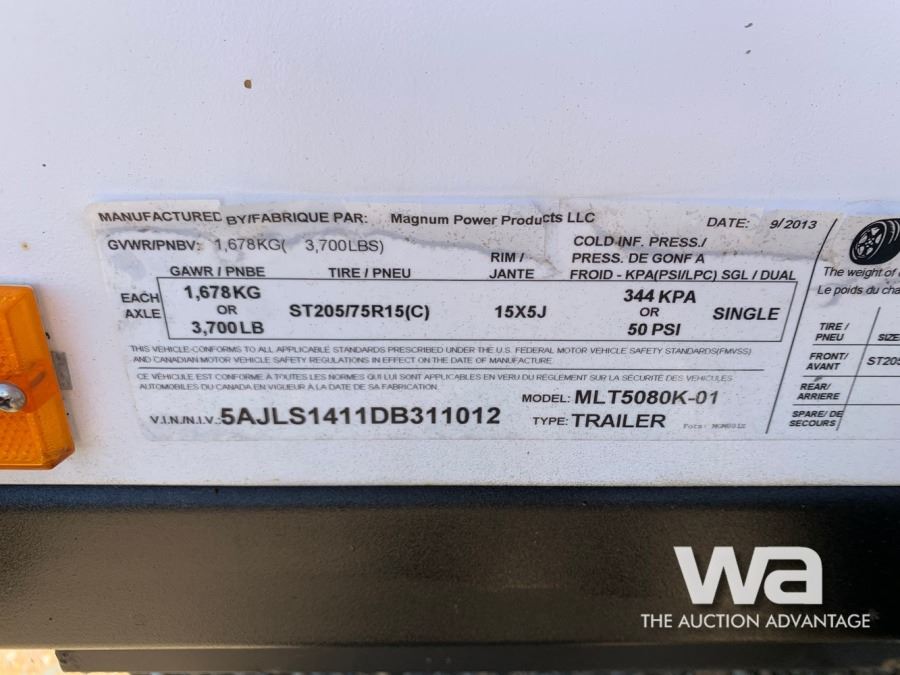 MANUFACTURED BY/FABRIQUE PAR: Magnum Power Products LLC DATE: 9/2013
GVWR/PNBV: 1,678KG( 3,700LBS)
COLD INF. PRESS./
RIM / PRESS. DE GONF A
GAWR / PNBE TIRE / PNEU JANTE FROID - KPA(PSI/LPC) SGL / DUAL
EACH AXLE 1,678KG OR 3,700LB ST205/75R15(C) 15X5J 344 KPA OR 50 PSI SINGLE
THIS VEHICLE-CONFORMS TO ALL APPLICABLE STANDARDS PRESCRIBED UNDER THE U.S. FEDERAL MOTOR VEHICLE SAFETY STANDARDS(FMVSS)
AND CANADIAN MOTOR VEHICLE SAFETY REGULATIONS IN EFFECT ON THE DATE OF MANUFACTURE.
CE VÉHICULE EST CONFORME À TOUTES LES NORMES QUI LUI SONT APPLICABLES EN VERU DU RÈGLEMENT SUR LA SÉCURITÉ DES VEHICULES
AUTOMOBILES DU CANADA EN VIGUEUR À LA DATE DE SA FABRICATION.
MODEL: MLT5080K-01
V.I.N./N.I.V.: 5AJLS1411DB311012 TYPE: TRAILER
The weight of
Le poids du cha
TIRE /
PNEU SIZE
FRONT/
AVANT ST205
REAR/
ARRIERE
SPARE/ DE
SECOURS
wa
THE AUCTION ADVANTAGE